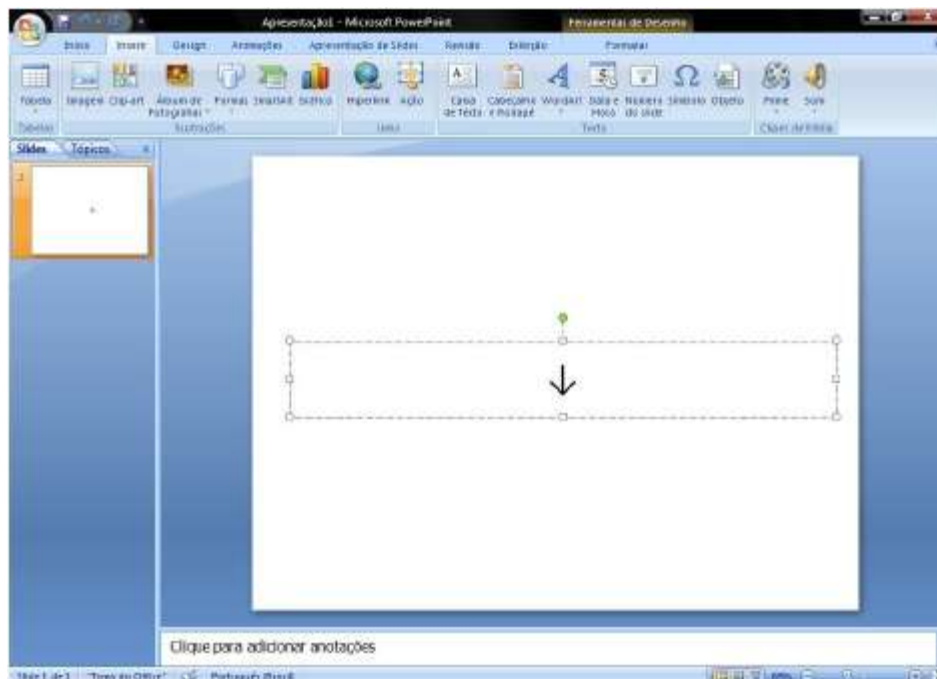 Apresentação1 - Microsoft PowerPoint
Ferramentas de Desenho
Início Inserir Design Animações Apresentação de Slides Revisão Exibição Formatar
Tabela Imagem Clip-art Álbum de Fotografias Formas SmartArt Gráfico Hiperlink Ação Caixa de Texto Cabeçalho e Rodapé WordArt Data e Hora Número do Slide Símbolo Objeto Filme Som
Tabelas Ilustrações Links Texto Clipes de Mídia
Slides Tópicos
1
↓
Clique para adicionar anotações
Slide 1 de 1 "Tema do Office" Português (Brasil)